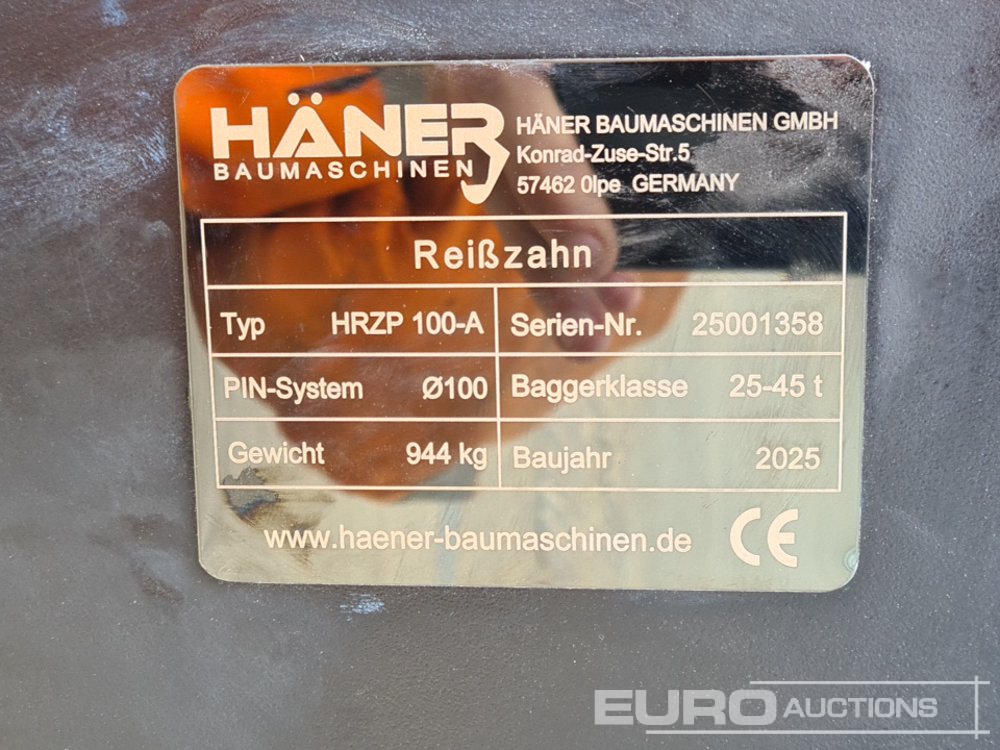 HÄNER
BAUMASCHINEN
HÄNER BAUMASCHINEN GMBH
Konrad-Zuse-Str.5
57462 Olpe GERMANY
Reißzahn
Typ HRZP 100-A Serien-Nr. 25001358
PIN-System Ø100 Baggerklasse 25-45 t
Gewicht 944 kg Baujahr 2025
www.haener-baumaschinen.de CE
EURO AUCTIONS